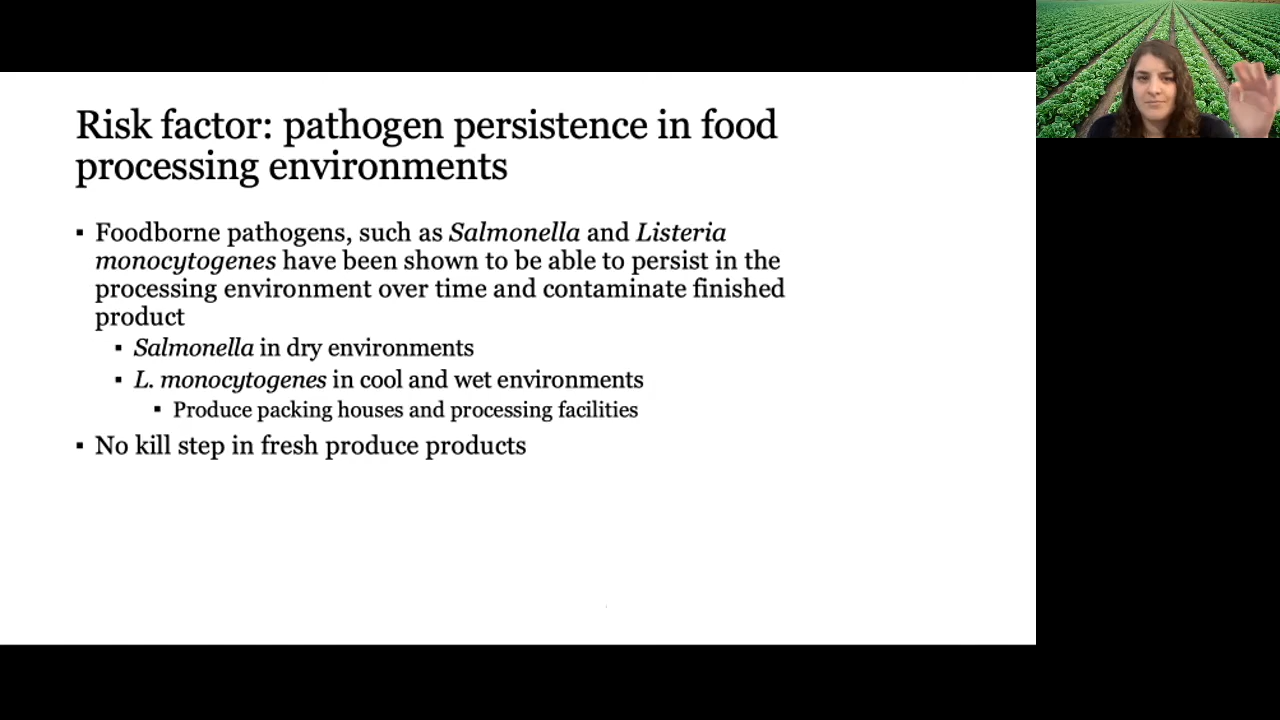 Risk factor: pathogen persistence in food
processing environments
▪ Foodborne pathogens, such as Salmonella and Listeria
monocytogenes have been shown to be able to persist in the
processing environment over time and contaminate finished
product
▪ Salmonella in dry environments
▪ L. monocytogenes in cool and wet environments
▪ Produce packing houses and processing facilities
▪ No kill step in fresh produce products